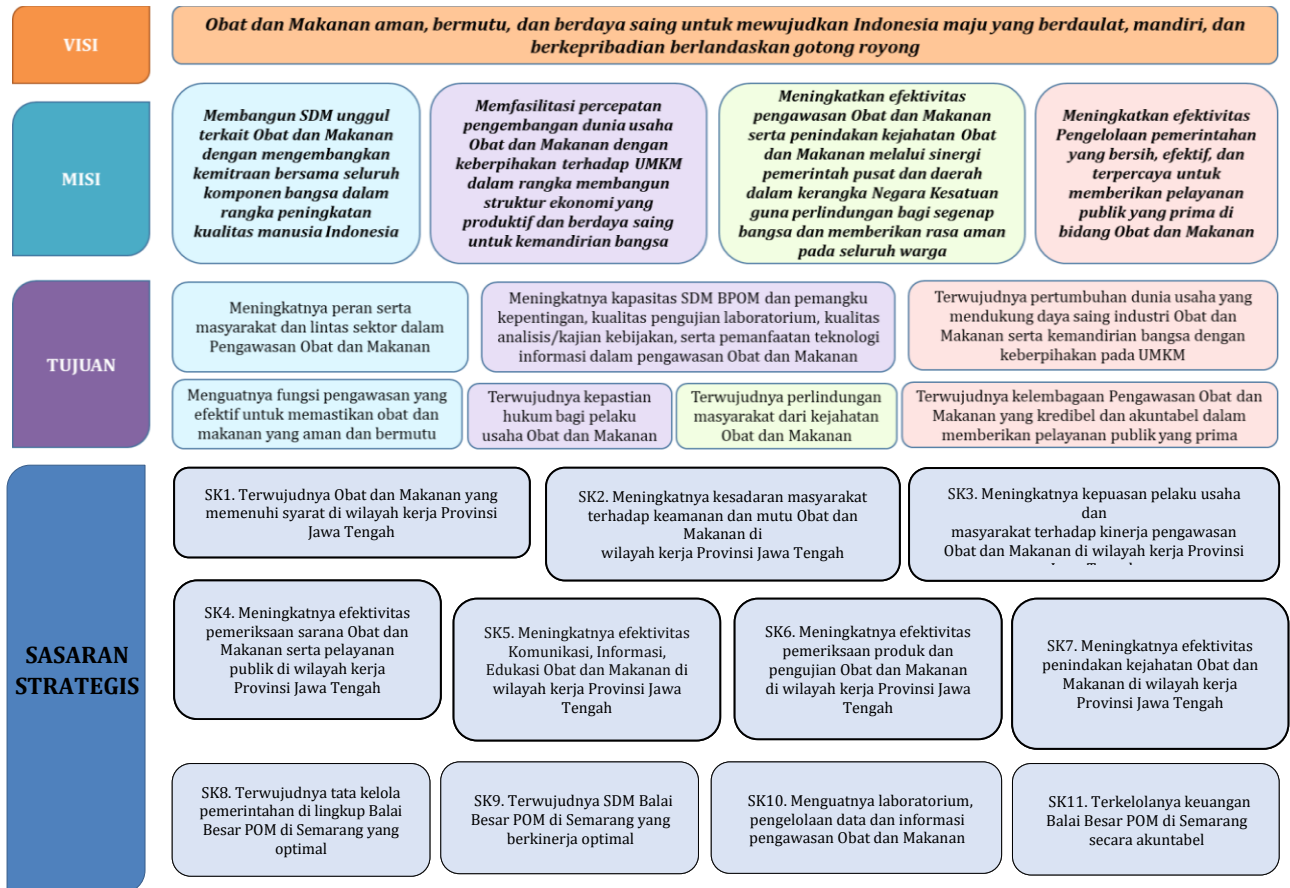 VISI
Obat dan Makanan aman, bermutu, dan berdaya saing untuk mewujudkan Indonesia maju yang berdaulat, mandiri, dan
berkepribadian berlandaskan gotong royong
MISI
Membangun SDM unggul
terkait Obat dan Makanan
dengan mengembangkan
kemitraan bersama seluruh
komponen bangsa dalam
rangka peningkatan
kualitas manusia Indonesia
Memfasilitasi percepatan
pengembangan dunia usaha
Obat dan Makanan dengan
keberpihakan terhadap UMKM
dalam rangka membangun
struktur ekonomi yang
produktif dan berdaya saing
untuk kemandirian bangsa
Meningkatkan efektivitas
pengawasan Obat dan Makanan
serta penindakan kejahatan Obat
dan Makanan melalui sinergi
pemerintah pusat dan daerah
dalam kerangka Negara Kesatuan
guna perlindungan bagi segenap
bangsa dan memberikan rasa aman
pada seluruh warga
Meningkatkan efektivitas
Pengelolaan pemerintahan
yang bersih, efektif, dan
terpercaya untuk
memberikan pelayanan
publik yang prima di
bidang Obat dan Makanan
TUJUAN
Meningkatnya peran serta
masyarakat dan lintas sektor dalam
Pengawasan Obat dan Makanan
Meningkatnya kapasitas SDM BPOM dan pemangku
kepentingan, kualitas pengujian laboratorium, kualitas
analisis/kajian kebijakan, serta pemanfaatan teknologi
informasi dalam pengawasan Obat dan Makanan
Terwujudnya pertumbuhan dunia usaha yang
mendukung daya saing industri Obat dan
Makanan serta kemandirian bangsa dengan
keberpihakan pada UMKM
Menguatnya fungsi pengawasan yang
efektif untuk memastikan obat dan
makanan yang aman dan bermutu
Terwujudnya kepastian
hukum bagi pelaku
usaha Obat dan Makanan
Terwujudnya perlindungan
masyarakat dari kejahatan
Obat dan Makanan
Terwujudnya kelembagaan Pengawasan Obat dan
Makanan yang kredibel dan akuntabel dalam
memberikan pelayanan publik yang prima
SASARAN
STRATEGIS
SK1. Terwujudnya Obat dan Makanan yang
memenuhi syarat di wilayah kerja Provinsi
Jawa Tengah
SK2. Meningkatnya kesadaran masyarakat
terhadap keamanan dan mutu Obat dan
Makanan di
wilayah kerja Provinsi Jawa Tengah
SK3. Meningkatnya kepuasan pelaku usaha
dan
masyarakat terhadap kinerja pengawasan
Obat dan Makanan di wilayah kerja Provinsi
SK4. Meningkatnya efektivitas
pemeriksaan sarana Obat dan
Makanan serta pelayanan
publik di wilayah kerja
Provinsi Jawa Tengah
SK5. Meningkatnya efektivitas
Komunikasi, Informasi,
Edukasi Obat dan Makanan di
wilayah kerja Provinsi Jawa
Tengah
SK6. Meningkatnya efektivitas
pemeriksaan produk dan
pengujian Obat dan Makanan
di wilayah kerja Provinsi Jawa
Tengah
SK7. Meningkatnya efektivitas
penindakan kejahatan Obat dan
Makanan di wilayah kerja
Provinsi Jawa Tengah
SK8. Terwujudnya tata kelola
pemerintahan di lingkup Balai
Besar POM di Semarang yang
optimal
SK9. Terwujudnya SDM Balai
Besar POM di Semarang yang
berkinerja optimal
SK10. Menguatnya laboratorium,
pengelolaan data dan informasi
pengawasan Obat dan Makanan
SK11. Terkelolanya keuangan
Balai Besar POM di Semarang
secara akuntabel